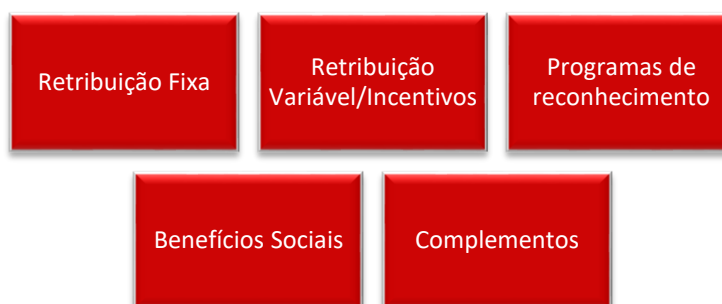 Retribuição Fixa
Retribuição
Variável/Incentivos
Programas de
reconhecimento
Benefícios Sociais
Complementos